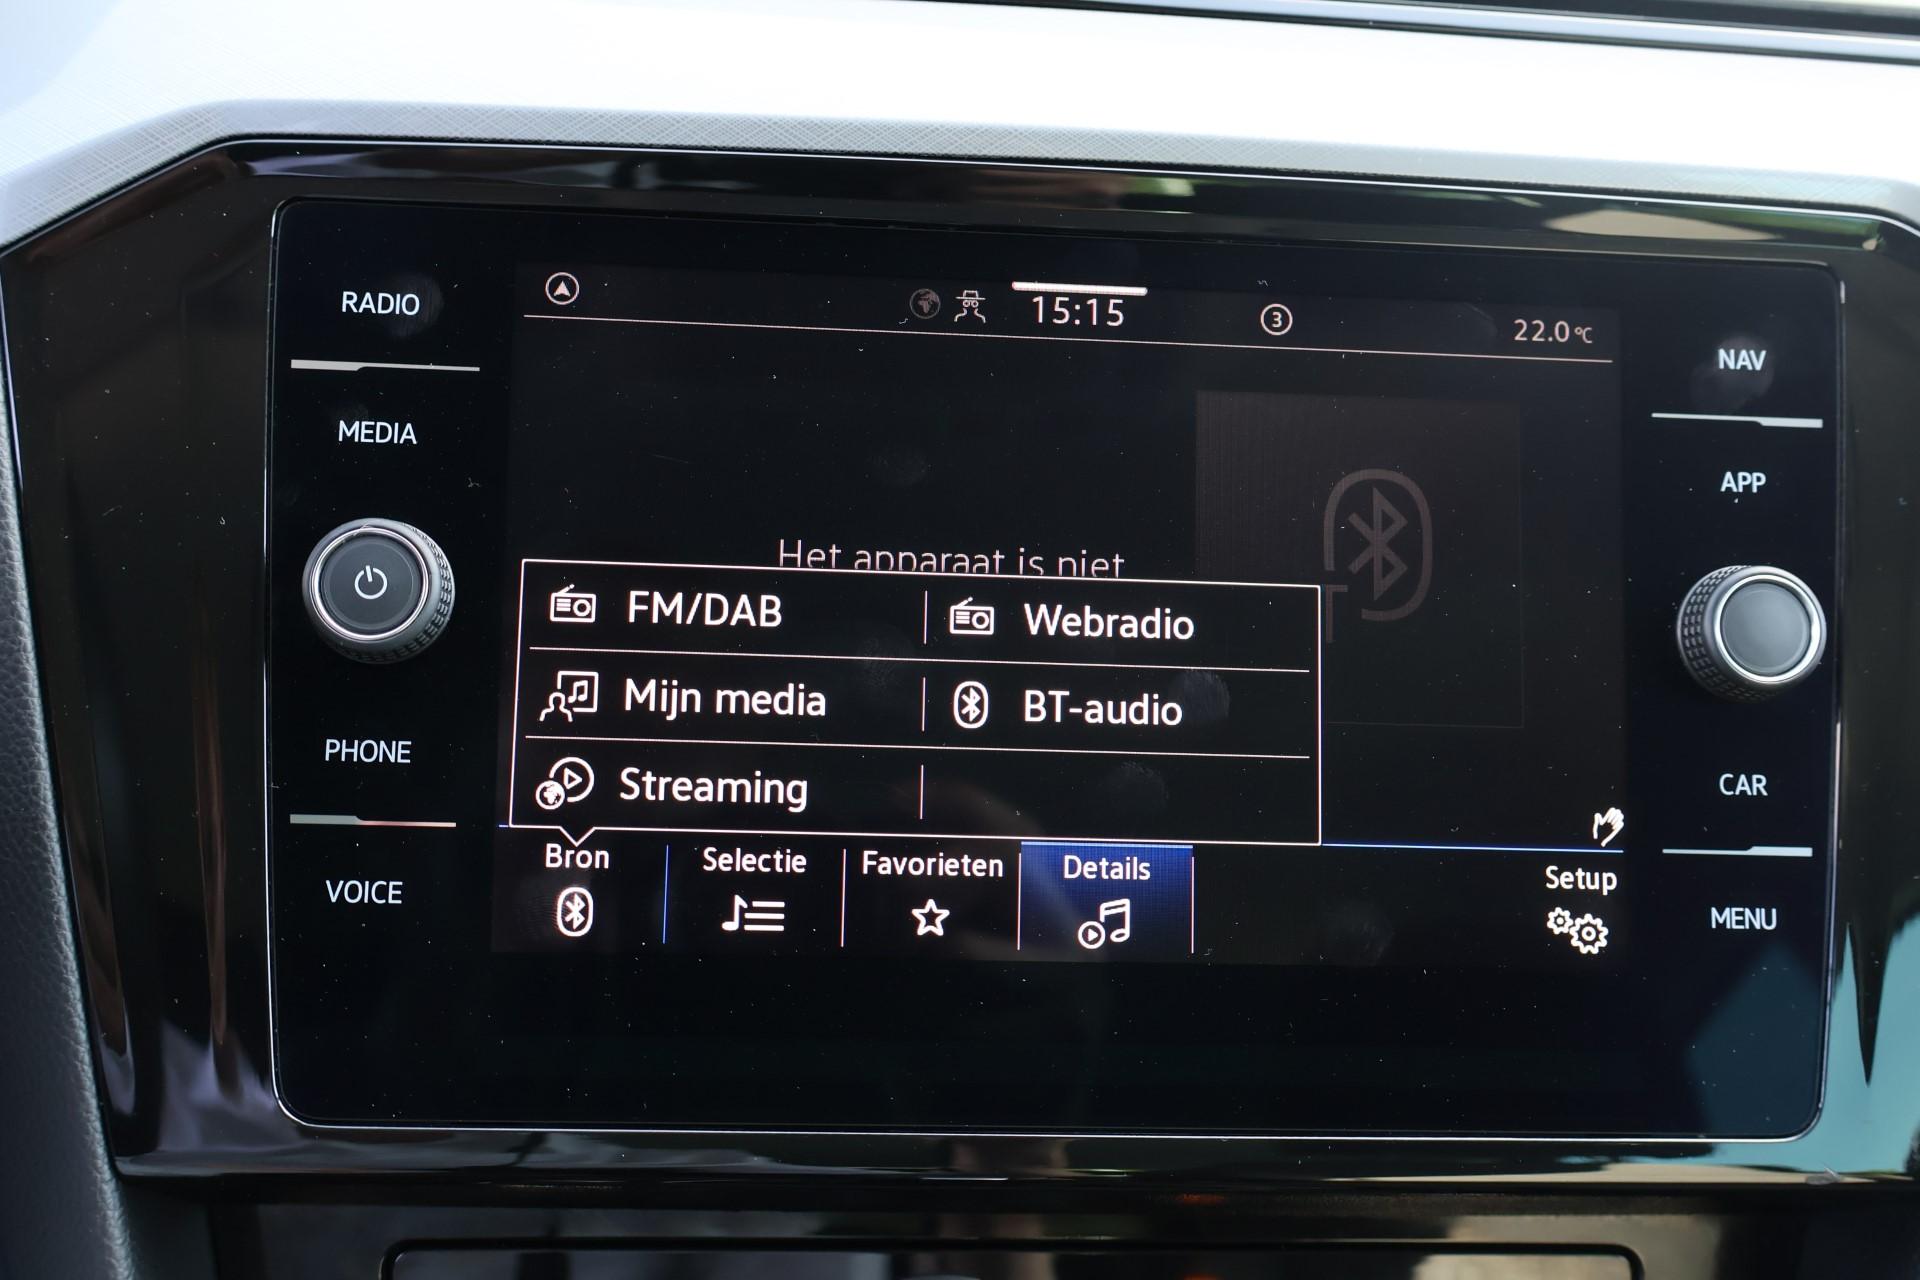 RADIO
MEDIA
PHONE
VOICE
15:15
3
22.0 °C
Het apparaat is niet
FM/DAB
Webradio
Mijn media
BT-audio
Streaming
Bron
Selectie
Favorieten
Details
Setup
NAV
APP
CAR
MENU